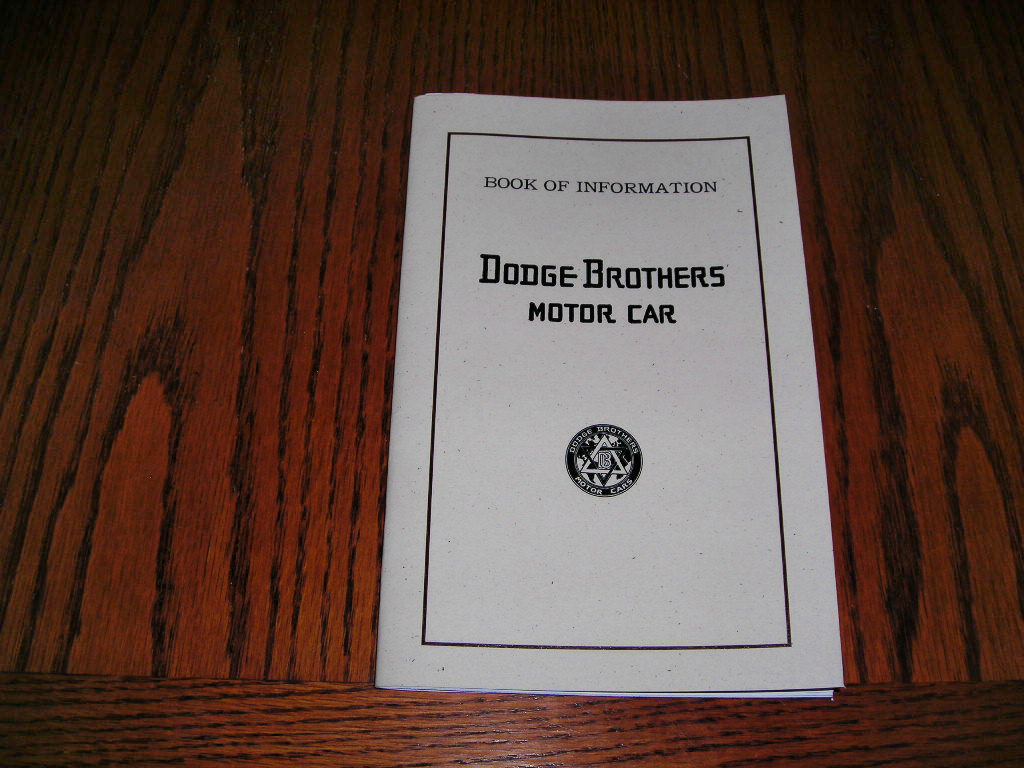 BOOK OF INFORMATION
DODGE BROTHERS
MOTOR CAR
DODGE BROTHERS
DB
MOTOR CARS